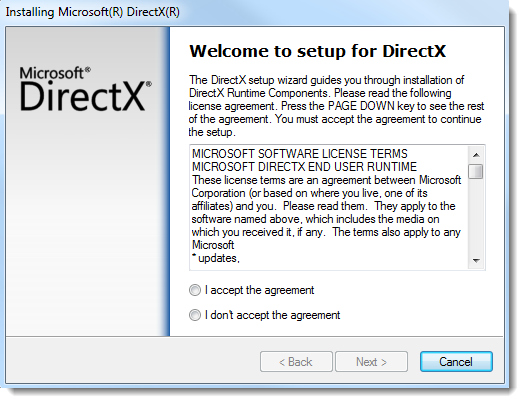 Installing Microsoft(R) DirectX(R)
Microsoft®
DirectX®
Welcome to setup for DirectX
The DirectX setup wizard guides you through installation of
DirectX Runtime Components. Please read the following
license agreement. Press the PAGE DOWN key to see the rest
of the agreement. You must accept the agreement to continue
the setup.
MICROSOFT SOFTWARE LICENSE TERMS
MICROSOFT DIRECTX END USER RUNTIME
These license terms are an agreement between Microsoft
Corporation (or based on where you live, one of its
affiliates) and you.  Please read them.  They apply to the
software named above, which includes the media on
which you received it, if any.  The terms also apply to any
Microsoft
* updates,
I accept the agreement
I don't accept the agreement
< Back
Next >
Cancel